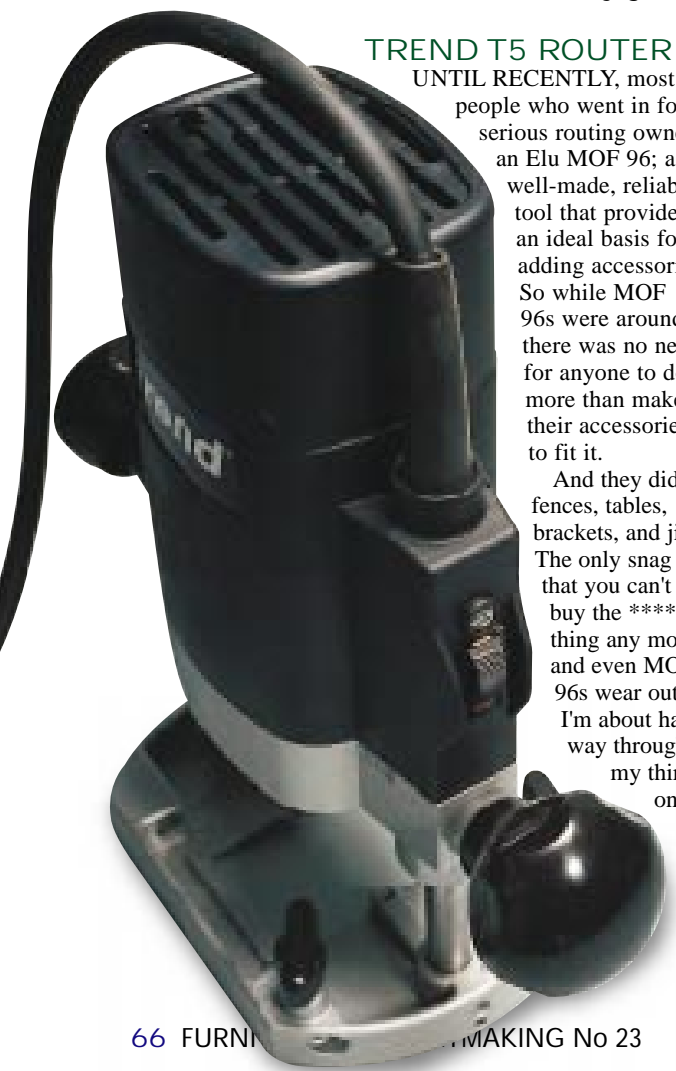 TREND T5 ROUTER
UNTIL RECENTLY, most
people who went in fo
serious routing owne
an Elu MOF 96; a
well-made, reliab
tool that provide
an ideal basis fo
adding accessori
So while MOF
96s were around
there was no ne
for anyone to d
more than make
their accessorie
to fit it.
And they did
fences, tables,
brackets, and ji
The only snag
that you can't
buy the ****
thing any mo
and even MO
96s wear out
I'm about ha
way throug
my thir
on
rend
66 FURNI MAKING No 23